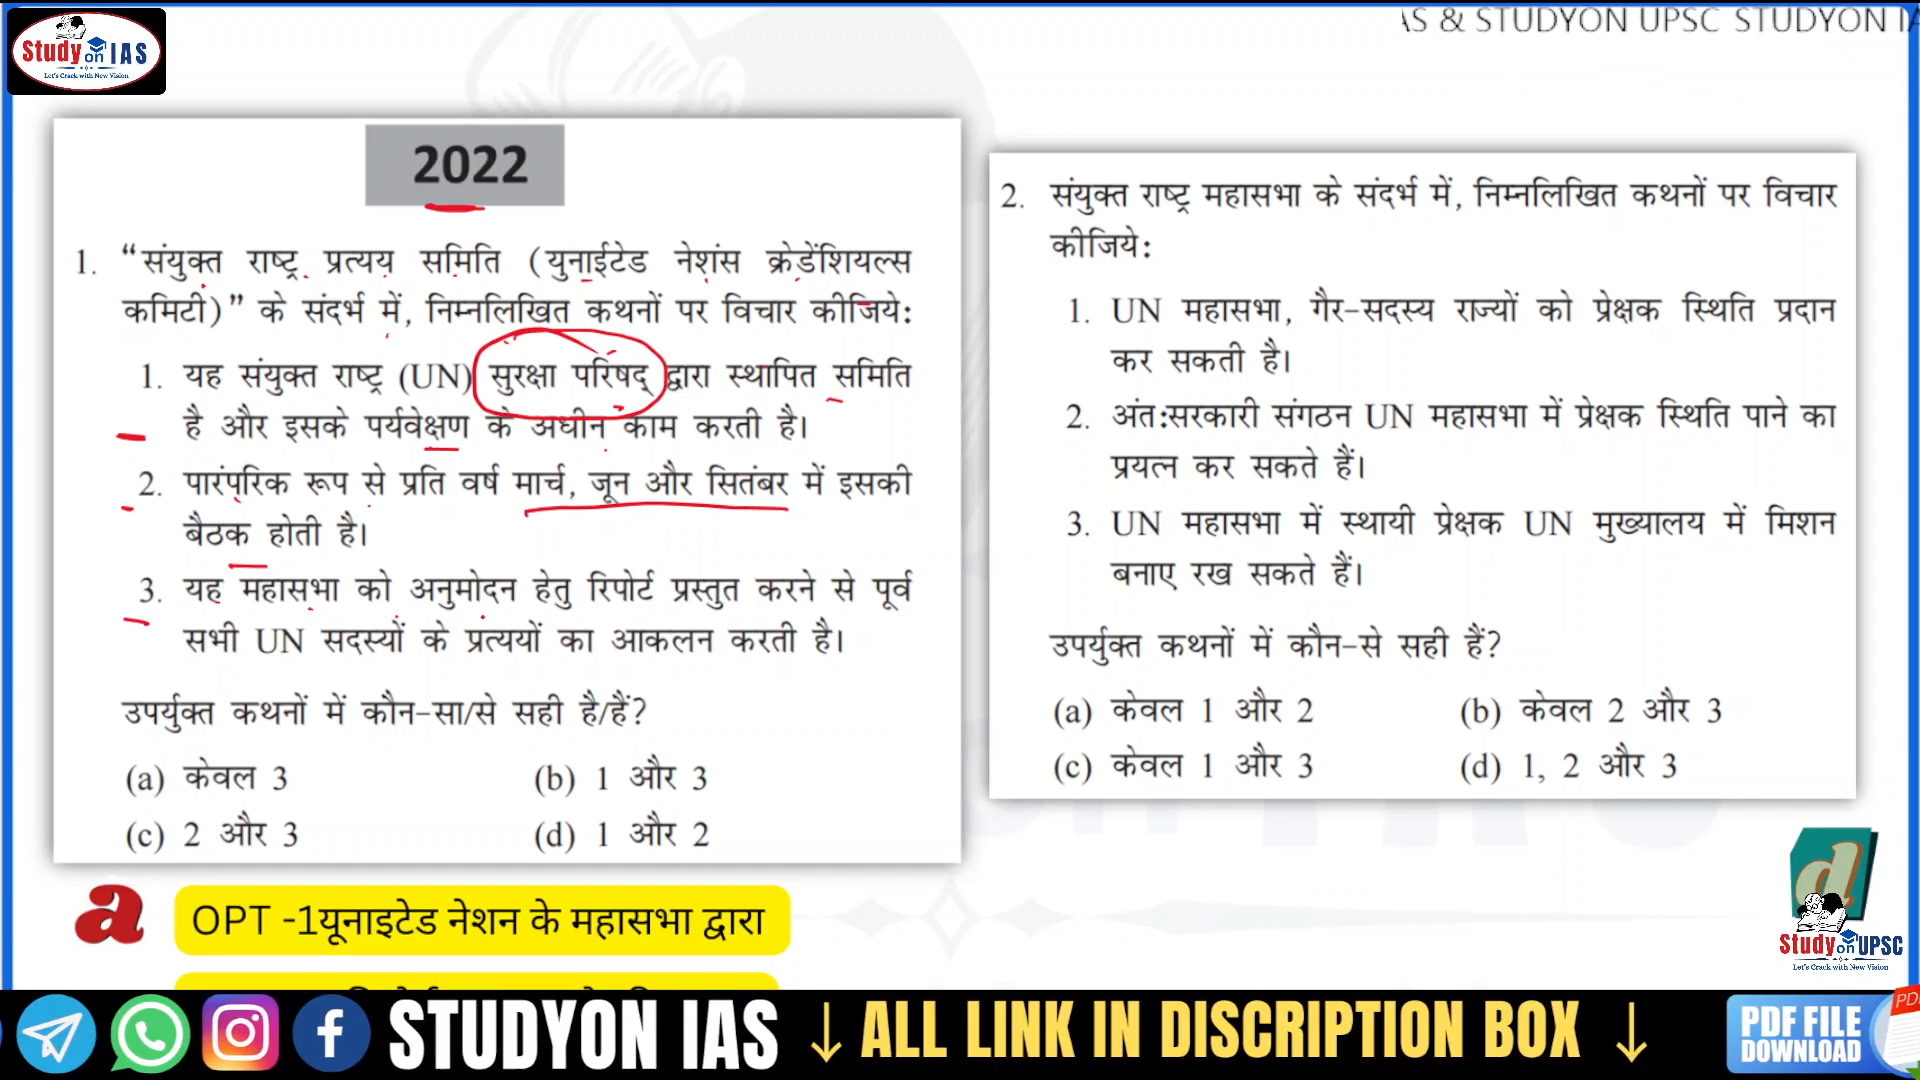 Study on IAS
Let's Crack with New Vision
IAS & STUDYON UPSC STUDYON IA
2022
1. “संयुक्त राष्ट्र प्रत्यय समिति (युनाईटेड नेशंस क्रेडेंशियल्स
कमिटी)” के संदर्भ में, निम्नलिखित कथनों पर विचार कीजिये:
1. यह संयुक्त राष्ट्र (UN) सुरक्षा परिषद् द्वारा स्थापित समिति
है और इसके पर्यवेक्षण के अधीन काम करती है।
2. पारंपरिक रूप से प्रति वर्ष मार्च, जून और सितंबर में इसकी
बैठक होती है।
3. यह महासभा को अनुमोदन हेतु रिपोर्ट प्रस्तुत करने से पूर्व
सभी UN सदस्यों के प्रत्ययों का आकलन करती है।
उपर्युक्त कथनों में कौन-सा/से सही है/हैं?
(a) केवल 3 (b) 1 और 3
(c) 2 और 3 (d) 1 और 2
a OPT -1यूनाइटेड नेशन के महासभा द्वारा
2. संयुक्त राष्ट्र महासभा के संदर्भ में, निम्नलिखित कथनों पर विचार
कीजिये:
1. UN महासभा, गैर-सदस्य राज्यों को प्रेक्षक स्थिति प्रदान
कर सकती है।
2. अंतःसरकारी संगठन UN महासभा में प्रेक्षक स्थिति पाने का
प्रयत्न कर सकते हैं।
3. UN महासभा में स्थायी प्रेक्षक UN मुख्यालय में मिशन
बनाए रख सकते हैं।
उपर्युक्त कथनों में कौन-से सही हैं?
(a) केवल 1 और 2 (b) केवल 2 और 3
(c) केवल 1 और 3 (d) 1, 2 और 3
d
Study on UPSC
Let's Crack with New Vision
STUDYON IAS ↓ ALL LINK IN DISCRIPTION BOX ↓
PDF FILE
DOWNLOAD
PDF